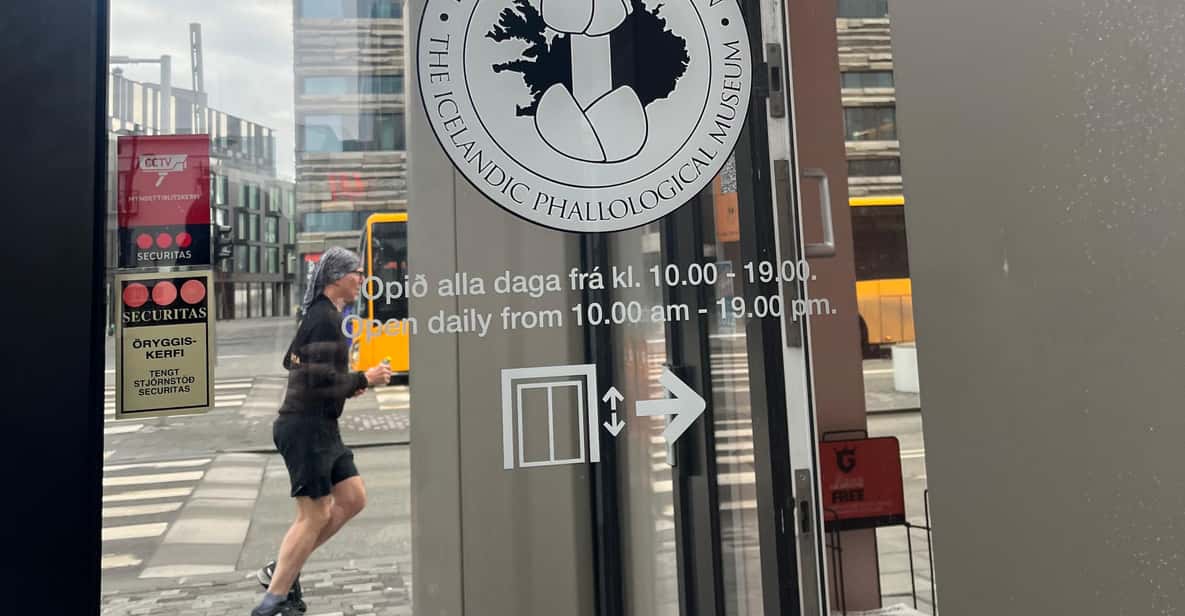 THE ICELANDIC PHALLOLOGICAL MUSEUM
CCTV
SECURITAS
Opið alla daga frá kl. 10.00 - 19.00.
Open daily from 10.00 am - 19.00 pm.
SECURITAS
ÖRYGGIS-
KERFI
TENGT
STJÓRNSTÖÐ
SECURITAS
FREE